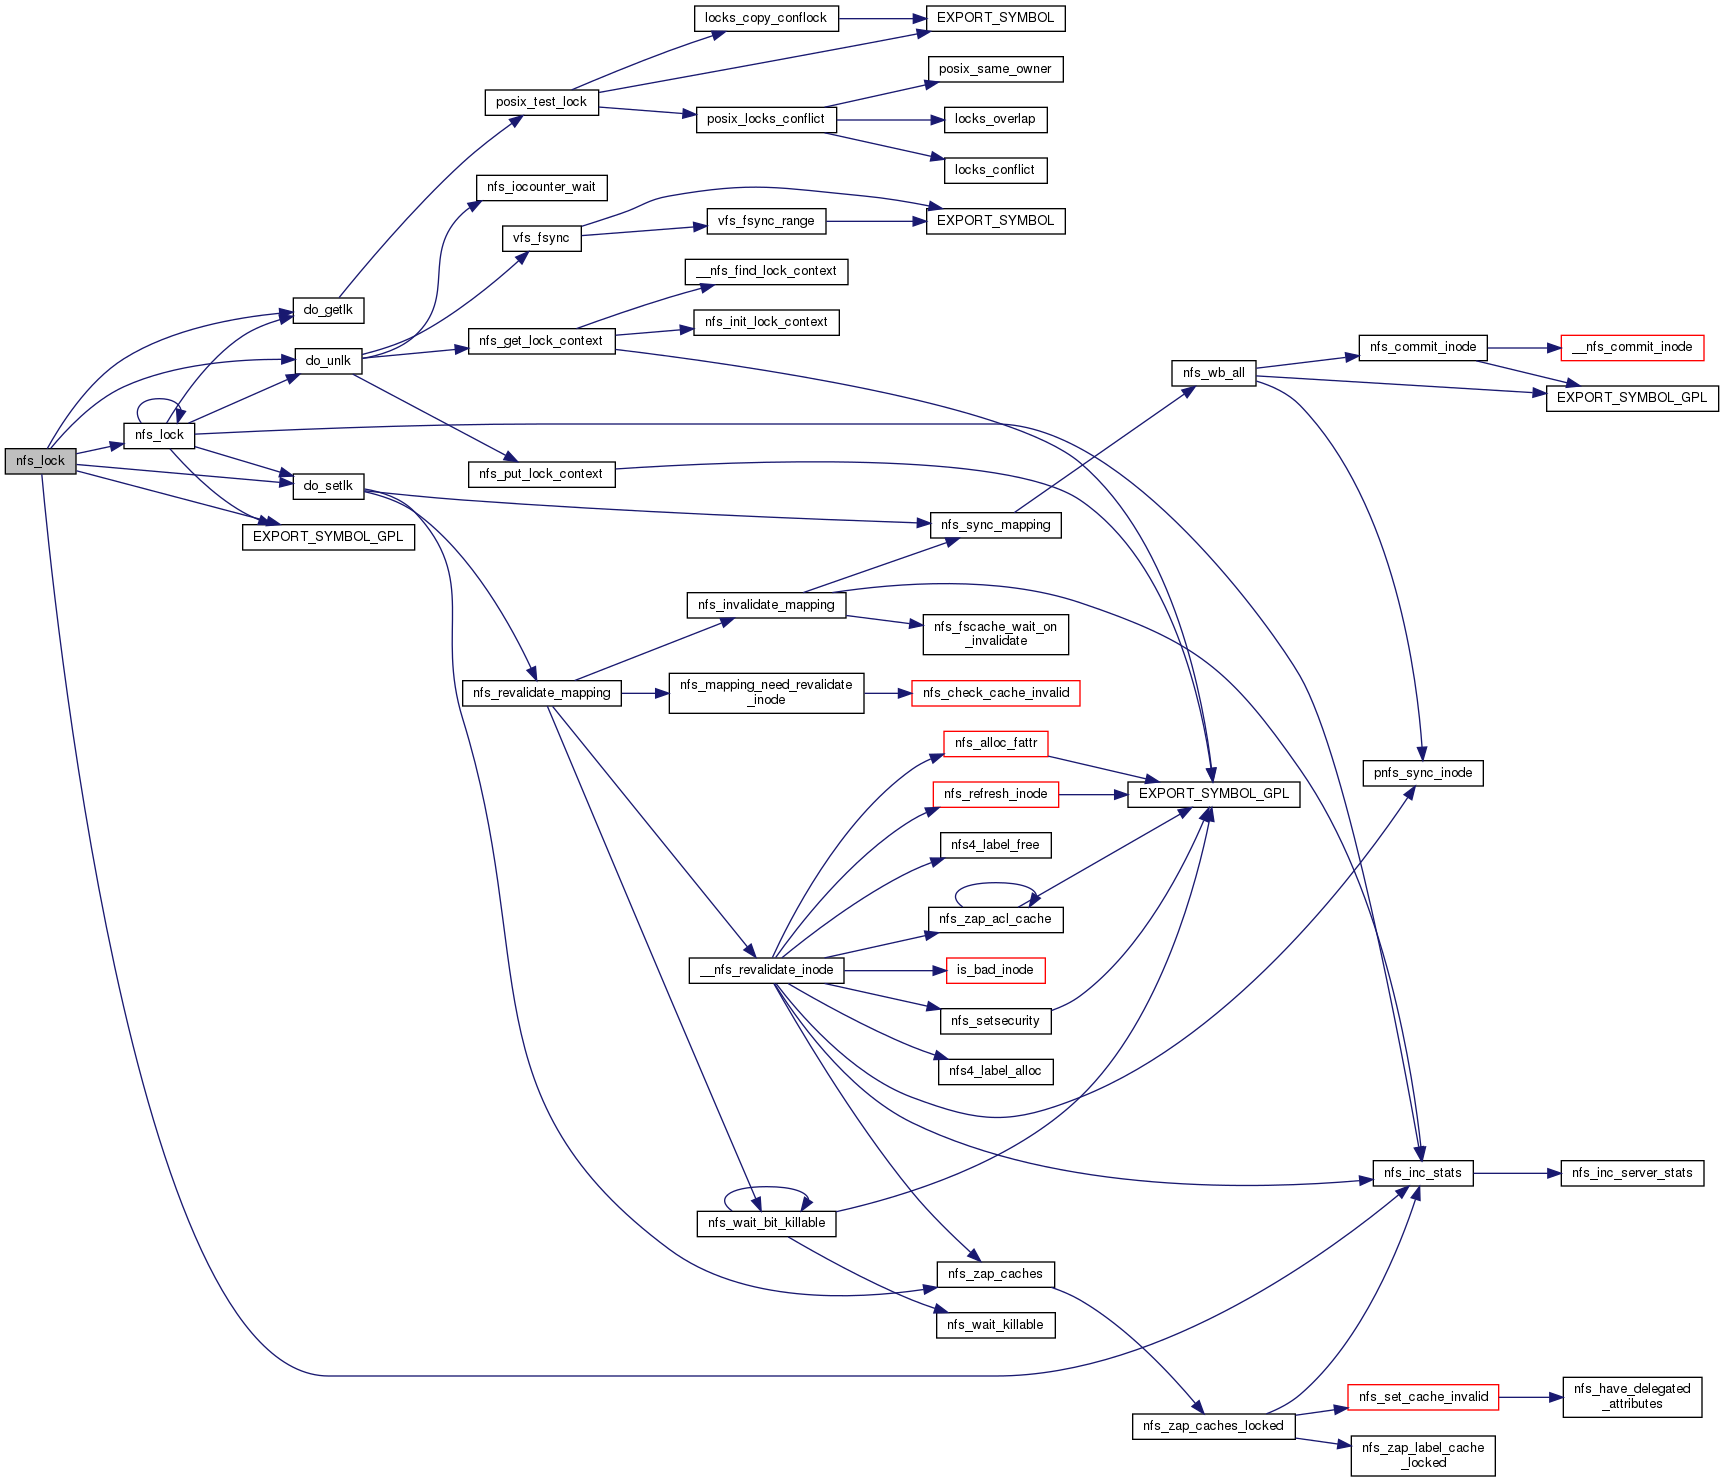 locks_copy_conflock
EXPORT_SYMBOL
posix_same_owner
posix_test_lock
posix_locks_conflict
locks_overlap
locks_conflict
nfs_iocounter_wait
vfs_fsync_range
EXPORT_SYMBOL
vfs_fsync
__nfs_find_lock_context
do_getlk
nfs_init_lock_context
nfs_get_lock_context
nfs_commit_inode
__nfs_commit_inode
do_unlk
nfs_wb_all
EXPORT_SYMBOL_GPL
nfs_lock
nfs_lock
nfs_put_lock_context
do_setlk
nfs_sync_mapping
EXPORT_SYMBOL_GPL
nfs_invalidate_mapping
nfs_fscache_wait_on
_invalidate
nfs_revalidate_mapping
nfs_mapping_need_revalidate
_inode
nfs_check_cache_invalid
nfs_alloc_fattr
pnfs_sync_inode
nfs_refresh_inode
EXPORT_SYMBOL_GPL
nfs4_label_free
nfs_zap_acl_cache
__nfs_revalidate_inode
is_bad_inode
nfs_setsecurity
nfs4_label_alloc
nfs_inc_stats
nfs_inc_server_stats
nfs_wait_bit_killable
nfs_zap_caches
nfs_wait_killable
nfs_have_delegated
_attributes
nfs_set_cache_invalid
nfs_zap_caches_locked
nfs_zap_label_cache
_locked